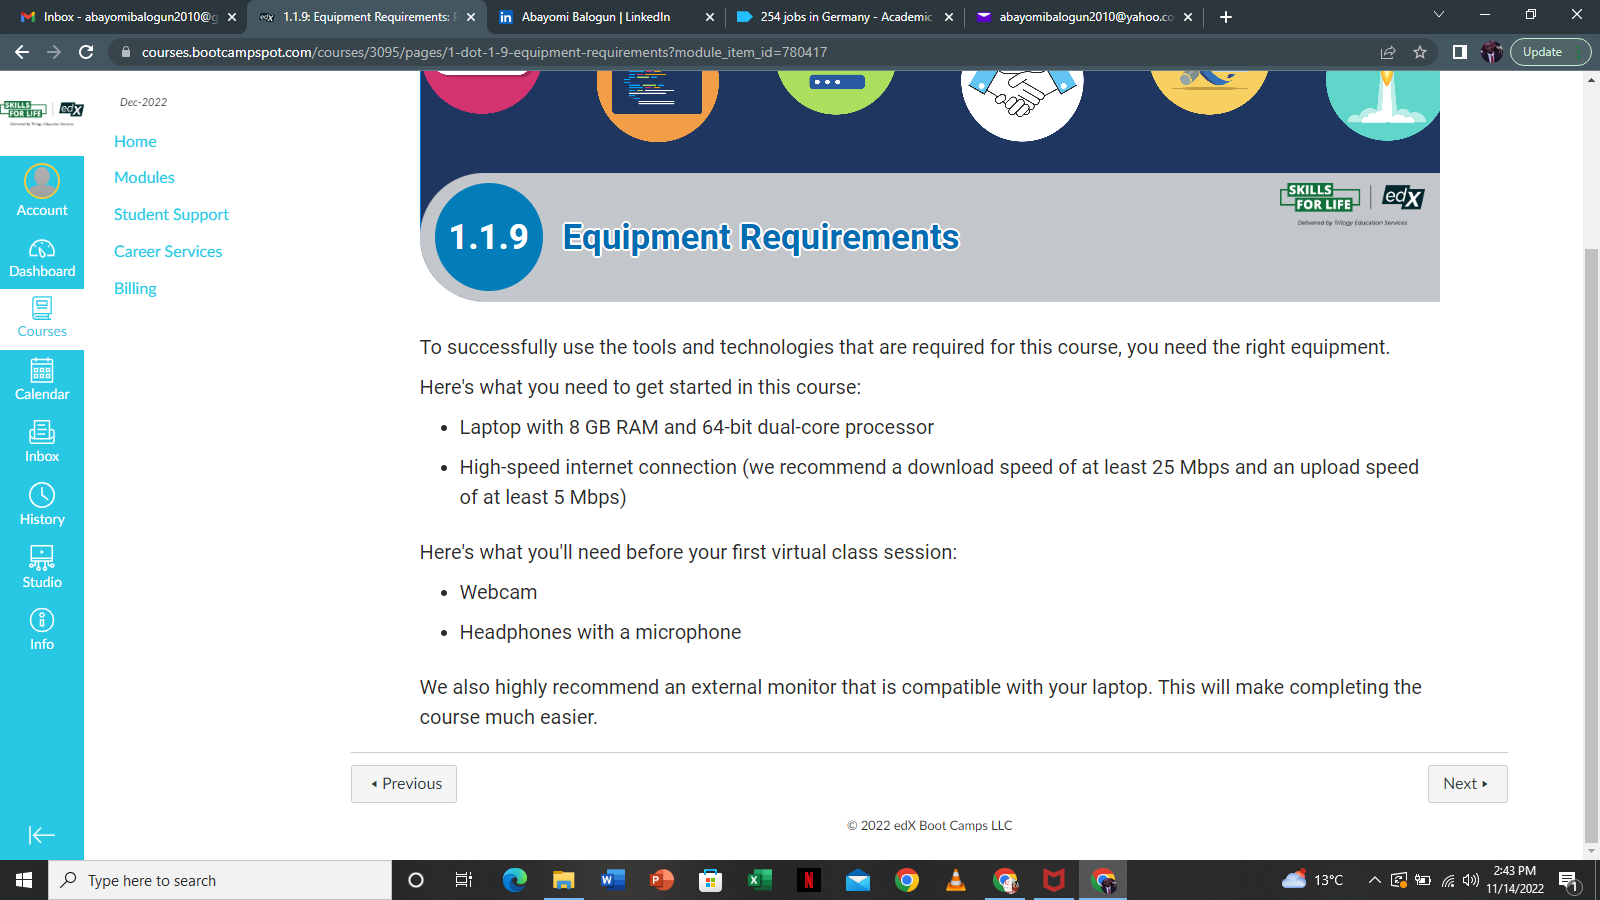 Inbox - abayomibalogun2010@g
1.1.9: Equipment Requirements: P
Abayomi Balogun | LinkedIn
254 jobs in Germany - Academic
abayomibalogun2010@yahoo.co
courses.bootcampspot.com/courses/3095/pages/1-dot-1-9-equipment-requirements?module_item_id=780417
Update
SKILLS
FOR LIFE
edX
Delivered by Trilogy Education Services
Account
Dashboard
Courses
Calendar
Inbox
History
Studio
Info
Dec-2022
Home
Modules
Student Support
Career Services
Billing
SKILLS
FOR LIFE
edX
Delivered by Trilogy Education Services
1.1.9 Equipment Requirements
To successfully use the tools and technologies that are required for this course, you need the right equipment.
Here's what you need to get started in this course:
• Laptop with 8 GB RAM and 64-bit dual-core processor
• High-speed internet connection (we recommend a download speed of at least 25 Mbps and an upload speed
of at least 5 Mbps)
Here's what you'll need before your first virtual class session:
• Webcam
• Headphones with a microphone
We also highly recommend an external monitor that is compatible with your laptop. This will make completing the
course much easier.
Previous
Next
© 2022 edX Boot Camps LLC
Type here to search
13°C
2:43 PM
11/14/2022
1